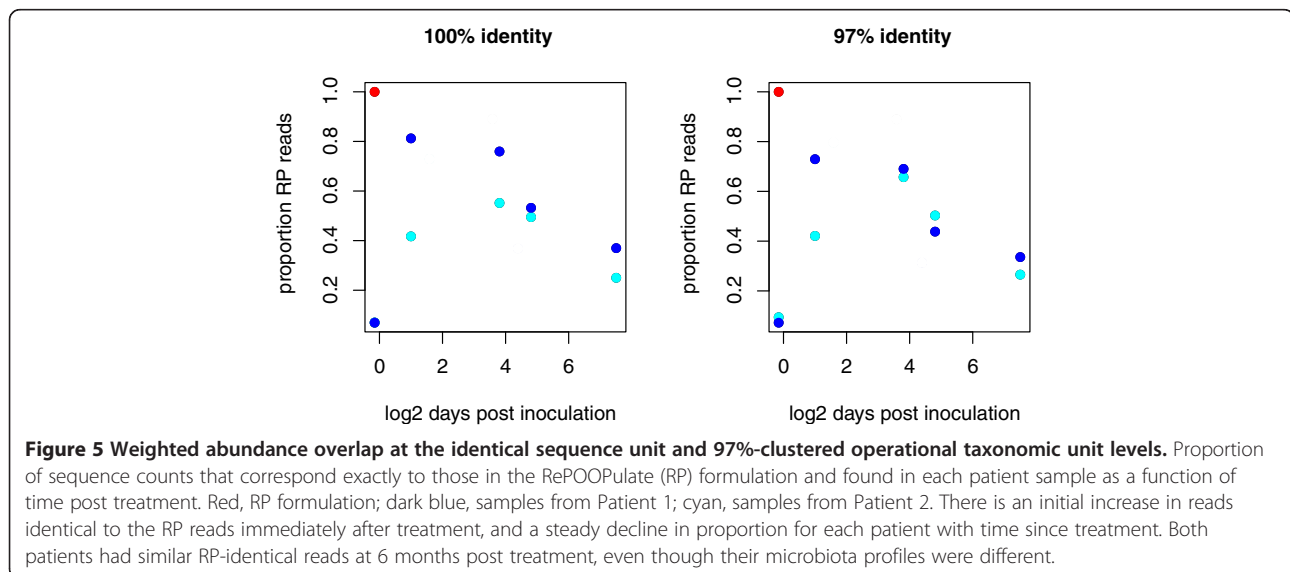 100% identity
97% identity
proportion RP reads
1.0
0.8
0.6
0.4
0.2
0 2 4 6
log2 days post inoculation
proportion RP reads
1.0
0.8
0.6
0.4
0.2
0 2 4 6
log2 days post inoculation
Figure 5 Weighted abundance overlap at the identical sequence unit and 97%-clustered operational taxonomic unit levels. Proportion
of sequence counts that correspond exactly to those in the RePOOPulate (RP) formulation and found in each patient sample as a function of
time post treatment. Red, RP formulation; dark blue, samples from Patient 1; cyan, samples from Patient 2. There is an initial increase in reads
identical to the RP reads immediately after treatment, and a steady decline in proportion for each patient with time since treatment. Both
patients had similar RP-identical reads at 6 months post treatment, even though their microbiota profiles were different.